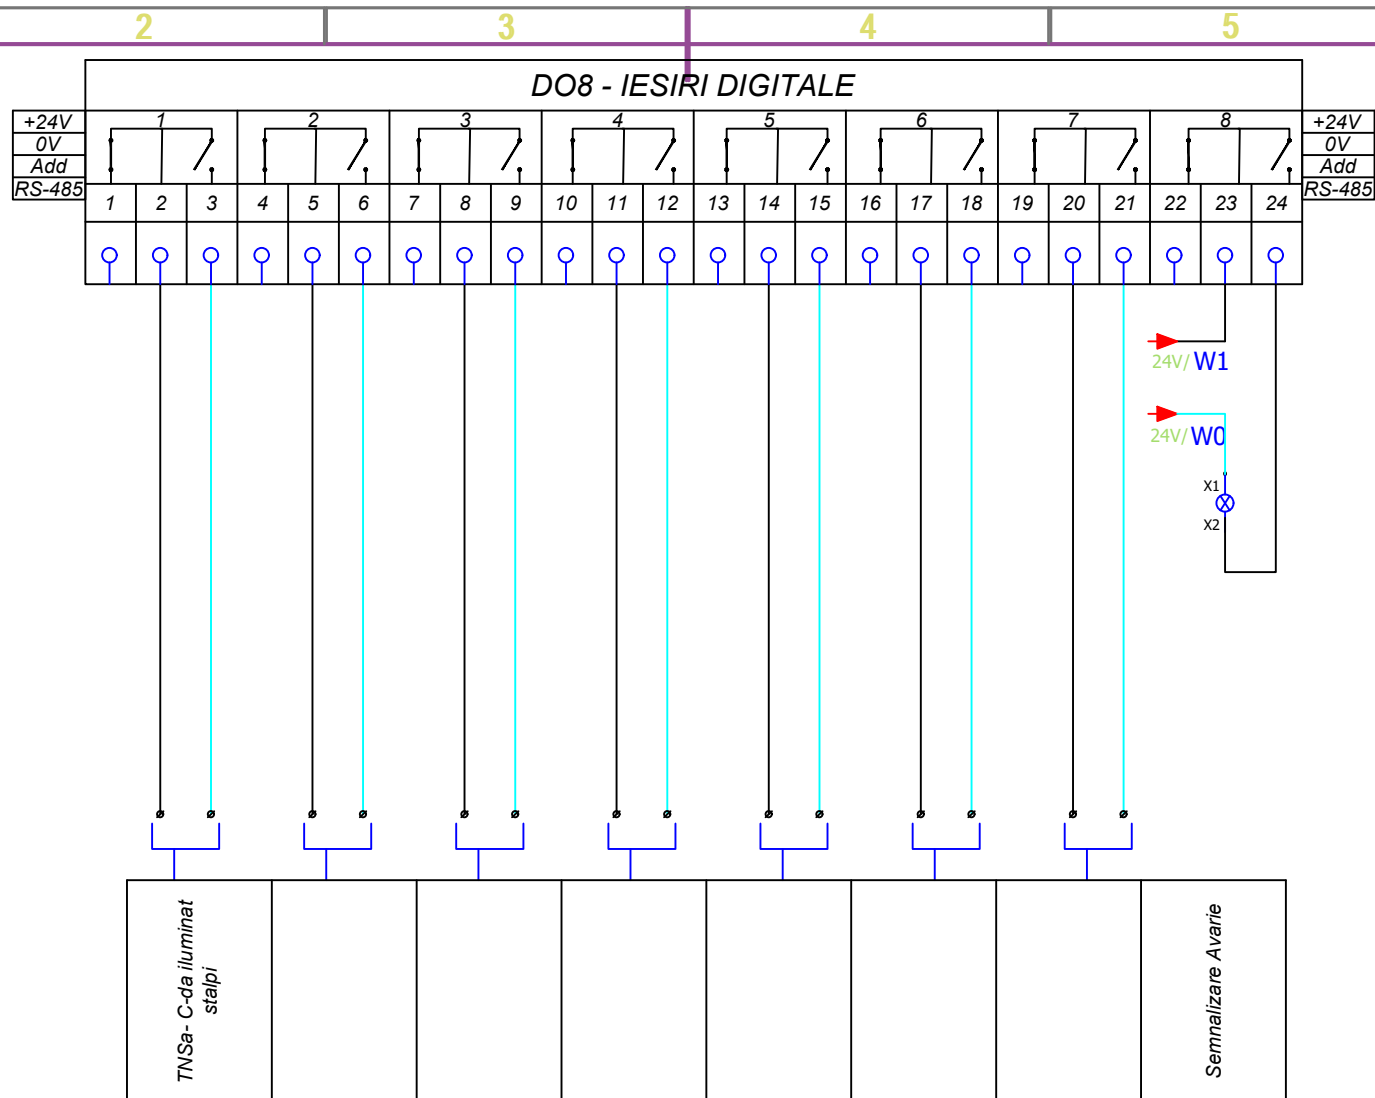 2 3 4 5
DO8 - IESIRI DIGITALE
+24V 1 2 3 4 5 6 7 8 +24V
0V 0V
Add Add
RS-485 RS-485
1 2 3 4 5 6 7 8 9 10 11 12 13 14 15 16 17 18 19 20 21 22 23 24
24V/ W1
24V/ W0
X1
X2
TNSa- C-da iluminat
stalpi
Semnalizare Avarie